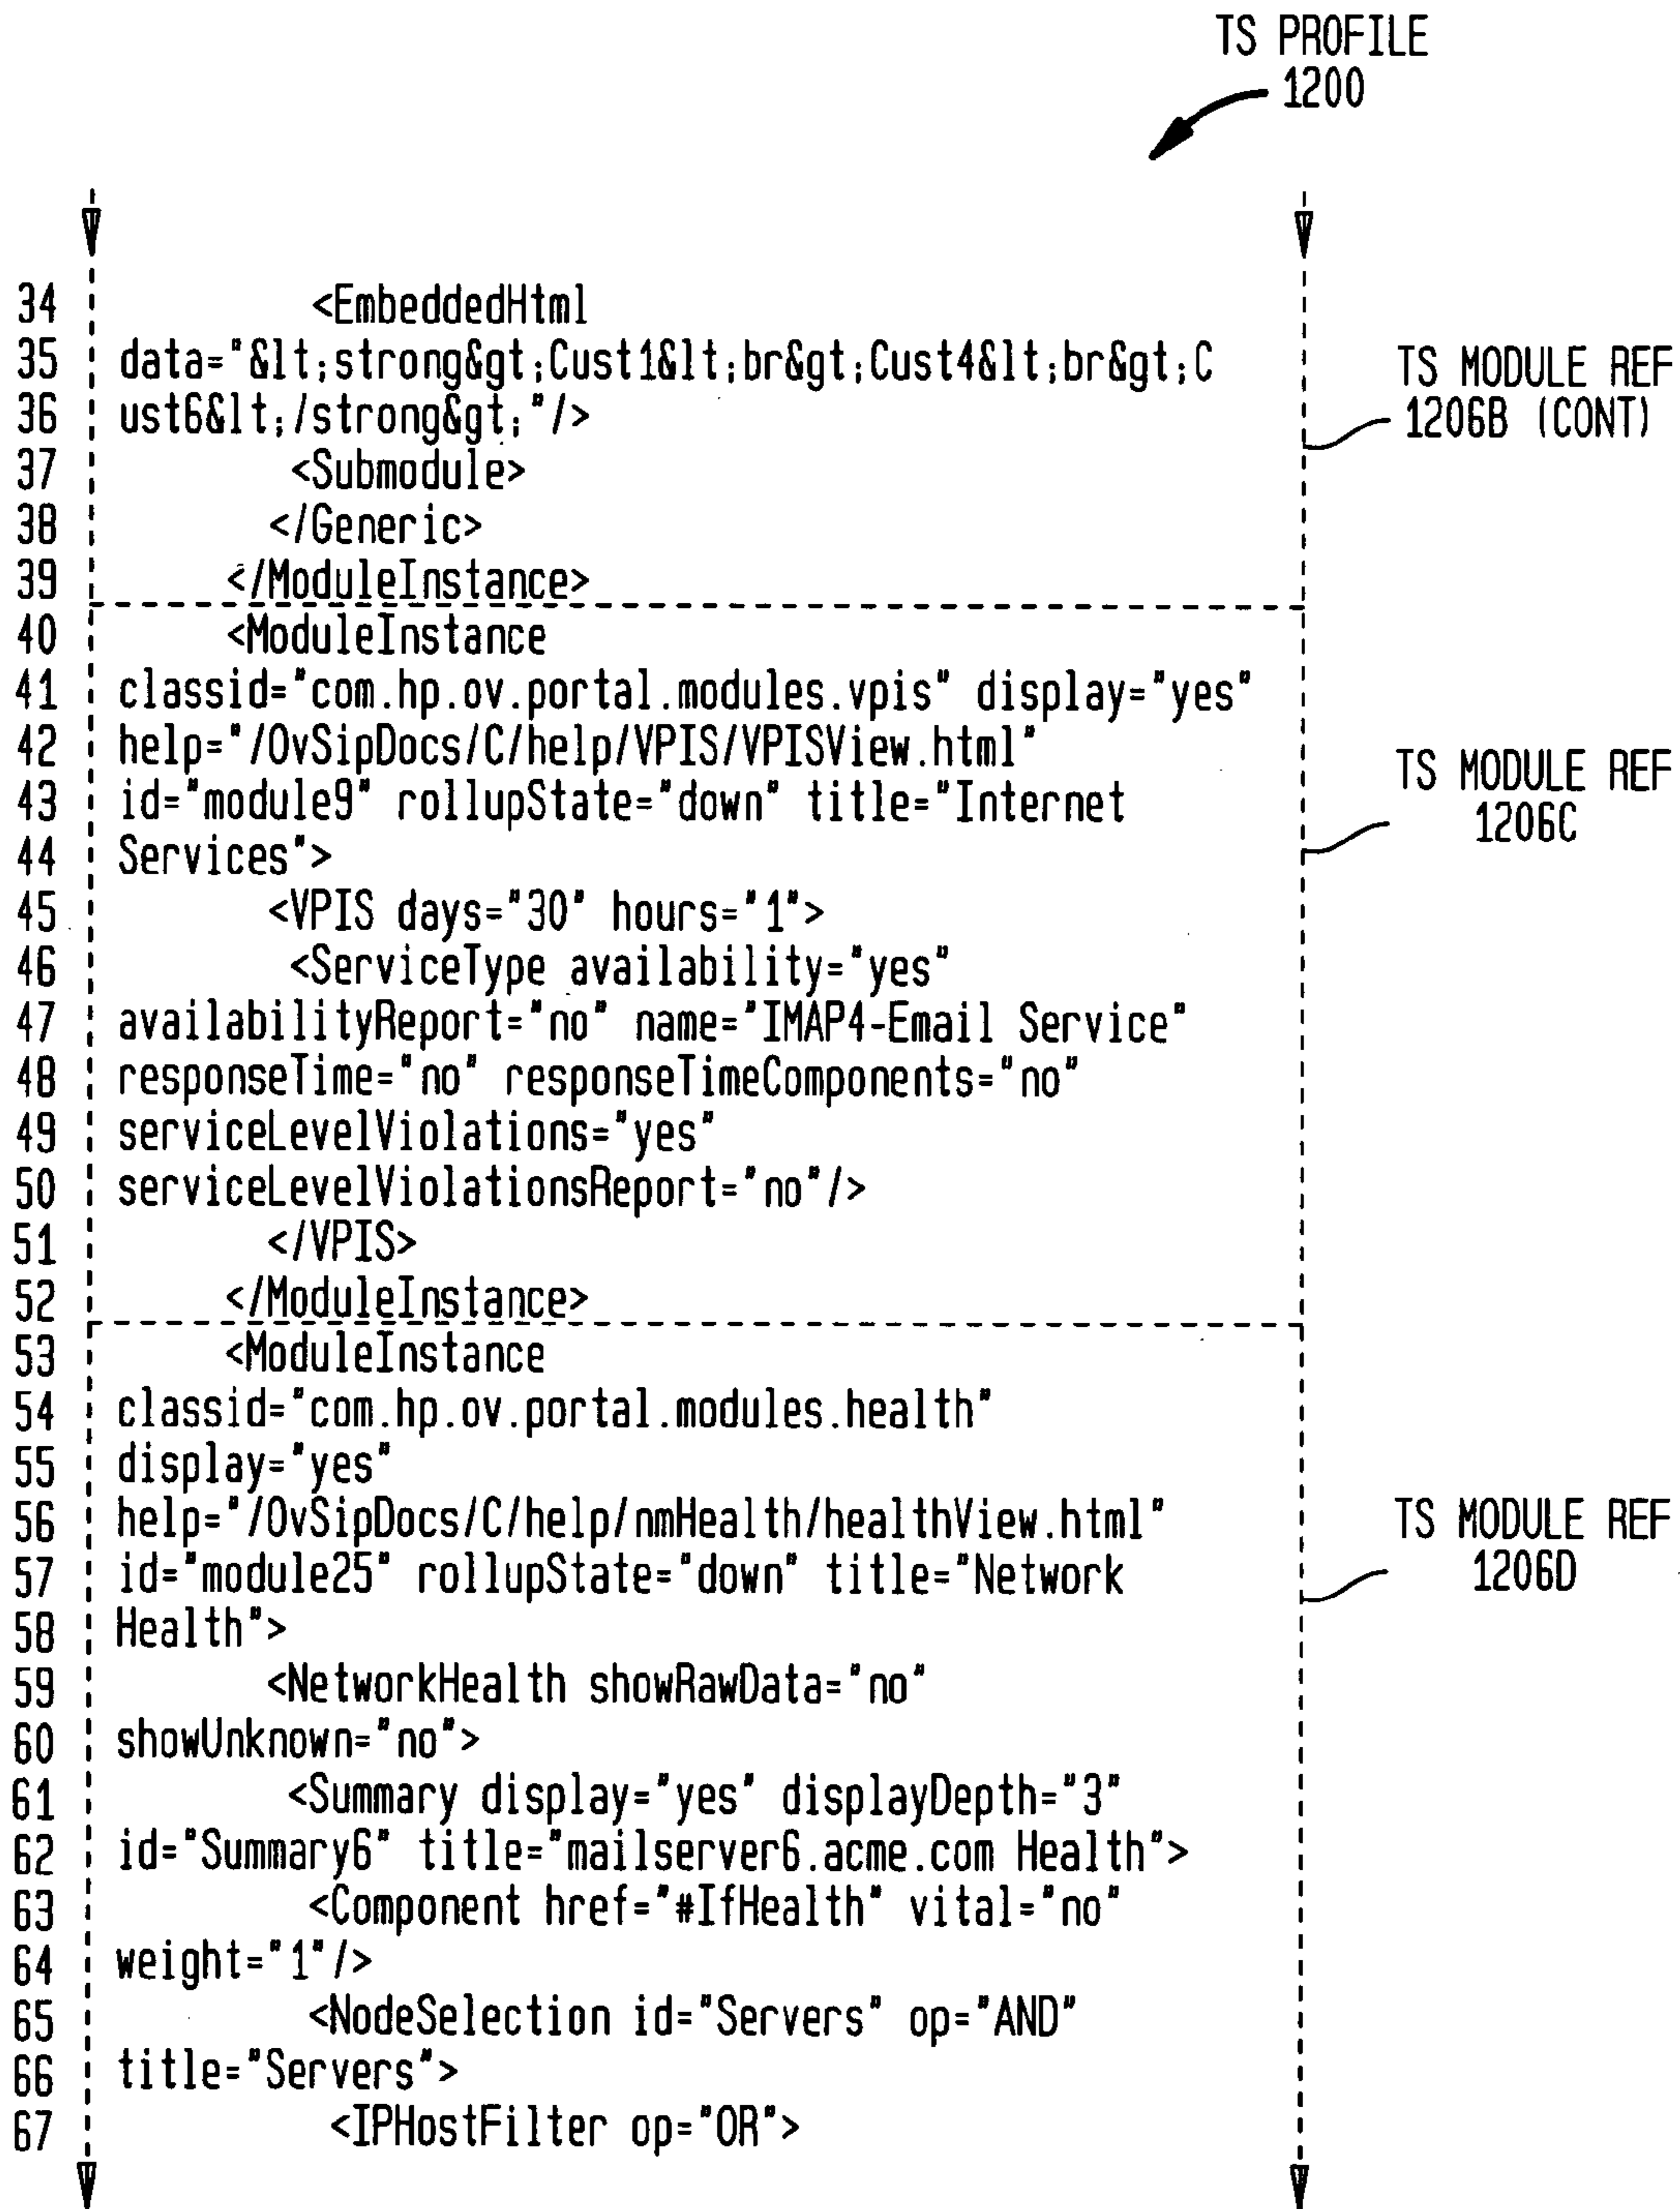 TS PROFILE
1200
34 <EmbeddedHtml
35 data="&lt;strong&gt;Cust1&lt;br&gt;Cust4&lt;br&gt;C
36 ust6&lt;/strong&gt;"/>
TS MODULE REF
1206B (CONT)
37 <Submodule>
38 </Generic>
39 </ModuleInstance>
40 <ModuleInstance
41 classid="com.hp.ov.portal.modules.vpis" display="yes"
42 help="/OvSipDocs/C/help/VPIS/VPISView.html"
43 id="module9" rollupState="down" title="Internet
44 Services">
TS MODULE REF
1206C
45 <VPIS days="30" hours="1">
46 <ServiceType availability="yes"
47 availabilityReport="no" name="IMAP4-Email Service"
48 responseTime="no" responseTimeComponents="no"
49 serviceLevelViolations="yes"
50 serviceLevelViolationsReport="no"/>
51 </VPIS>
52 </ModuleInstance>
53 <ModuleInstance
54 classid="com.hp.ov.portal.modules.health"
55 display="yes"
56 help="/OvSipDocs/C/help/nmHealth/healthView.html"
57 id="module25" rollupState="down" title="Network
58 Health">
TS MODULE REF
1206D
59 <NetworkHealth showRawData="no"
60 showUnknown="no">
61 <Summary display="yes" displayDepth="3"
62 id="Summary6" title="mailserver6.acme.com Health">
63 <Component href="#IfHealth" vital="no"
64 weight="1"/>
65 <NodeSelection id="Servers" op="AND"
66 title="Servers">
67 <IPHostFilter op="OR">